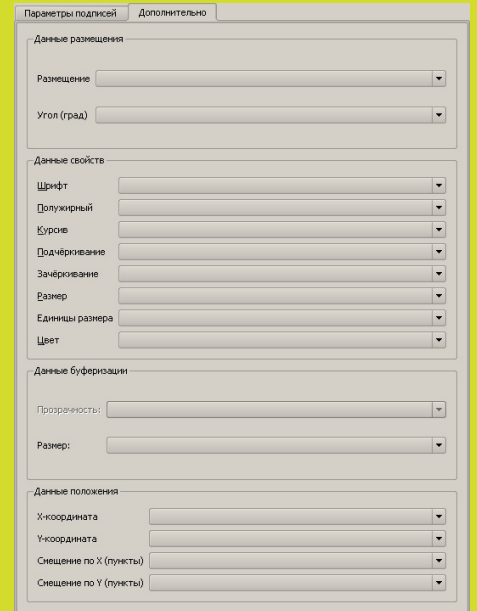 Параметры подписей Дополнительно
Данные размещения
Размещение
Угол (град)
Данные свойств
Шрифт
Полужирный
Курсив
Подчёркивание
Зачёркивание
Размер
Единицы размера
Цвет
Данные буферизации
Прозрачность:
Размер:
Данные положения
X-координата
Y-координата
Смещение по X (пункты)
Смещение по Y (пункты)